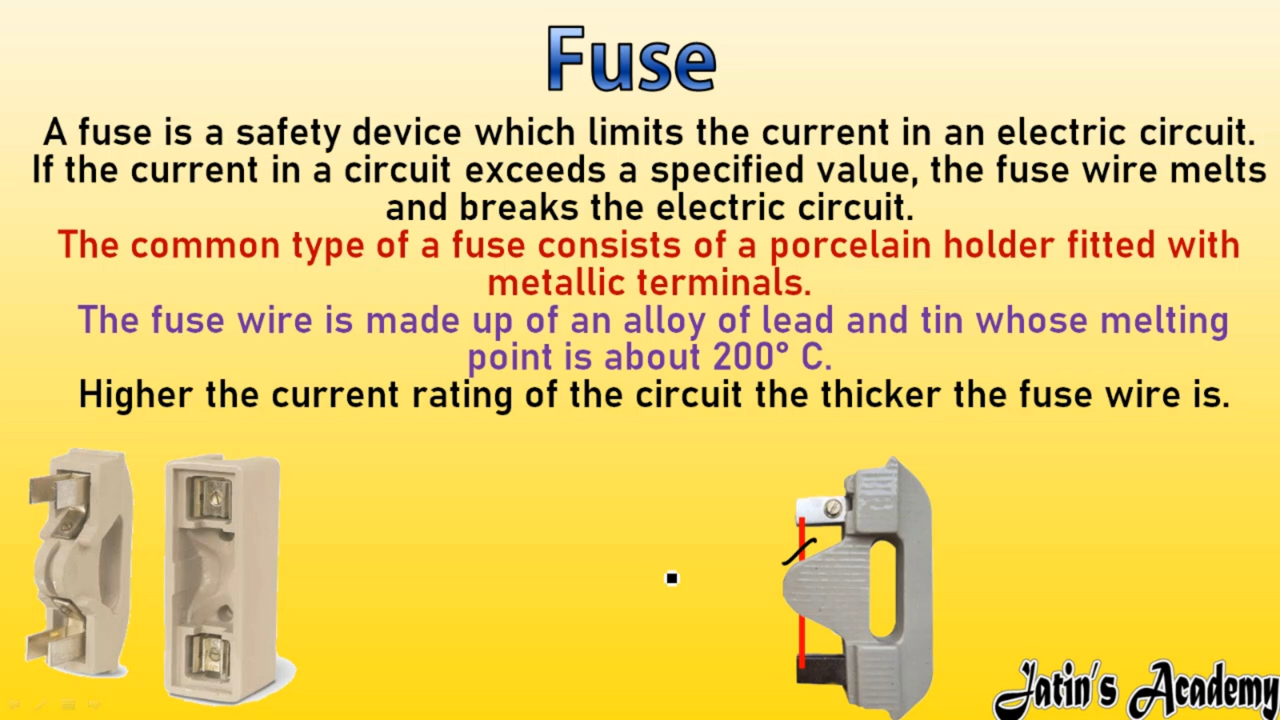 Fuse
A fuse is a safety device which limits the current in an electric circuit.
If the current in a circuit exceeds a specified value, the fuse wire melts
and breaks the electric circuit.
The common type of a fuse consists of a porcelain holder fitted with
metallic terminals.
The fuse wire is made up of an alloy of lead and tin whose melting
point is about 200° C.
Higher the current rating of the circuit the thicker the fuse wire is.
Jatin's Academy